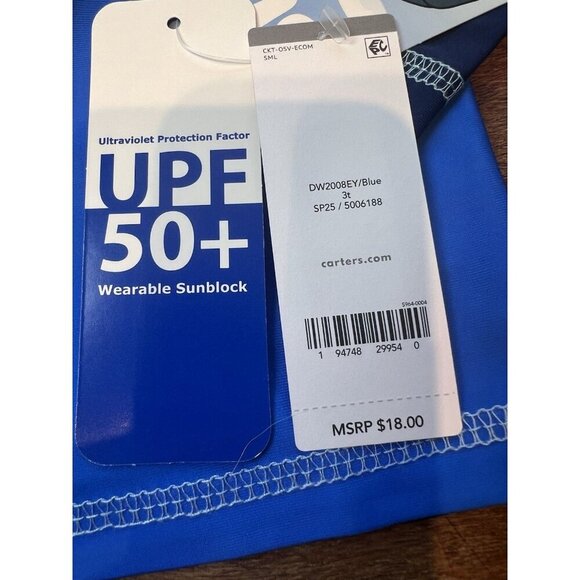 Ultraviolet Protection Factor
UPF
50+
Wearable Sunblock
CKT-OSV-ECOM
SML
DW2008EY/Blue
3t
SP25 / 5006188
carters.com
5964-0004
1 94748 29954 0
MSRP $18.00